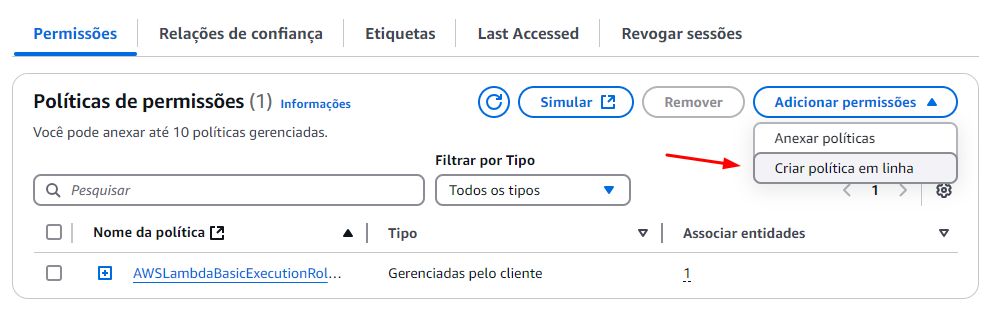 Permissões
Relações de confiança
Etiquetas
Last Accessed
Revogar sessões
Políticas de permissões (1) Informações
Simular
Remover
Adicionar permissões
Você pode anexar até 10 políticas gerenciadas.
Anexar políticas
Criar política em linha
Filtrar por Tipo
Pesquisar
Todos os tipos
1
Nome da política
Tipo
Associar entidades
AWSLambdaBasicExecutionRol...
Gerenciadas pelo cliente
1